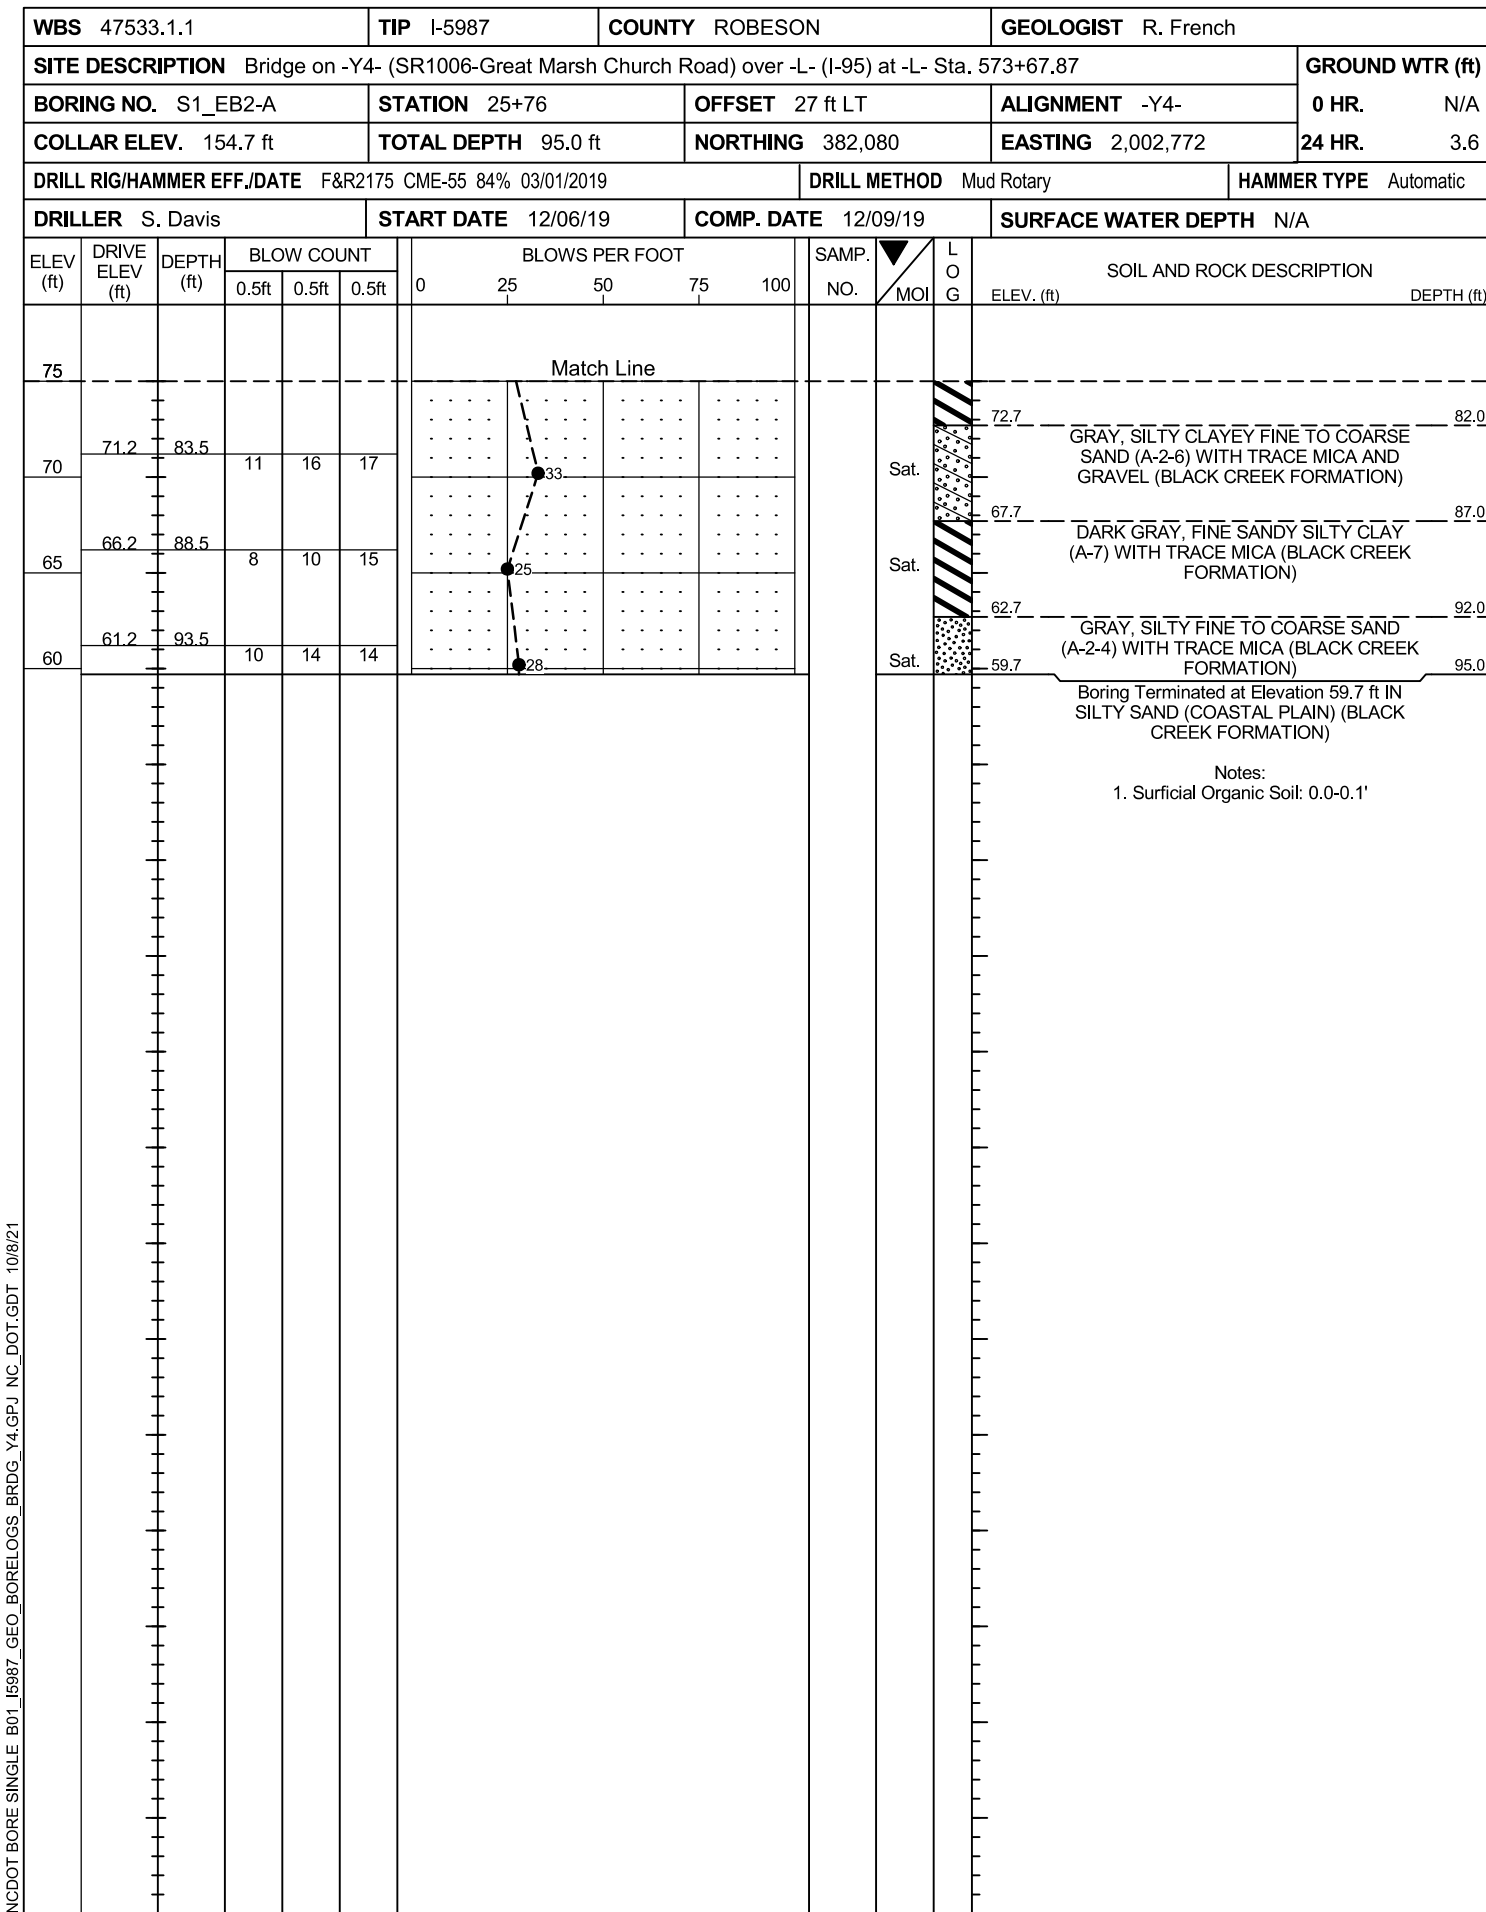 WBS 47533.1.1 TIP I-5987 COUNTY ROBESON GEOLOGIST R. French
SITE DESCRIPTION Bridge on -Y4- (SR1006-Great Marsh Church Road) over -L- (I-95) at -L- Sta. 573+67.87 GROUND WTR (ft)
BORING NO. S1_EB2-A STATION 25+76 OFFSET 27 ft LT ALIGNMENT -Y4- 0 HR. N/A
COLLAR ELEV. 154.7 ft TOTAL DEPTH 95.0 ft NORTHING 382,080 EASTING 2,002,772 24 HR. 3.6
DRILL RIG/HAMMER EFF./DATE F&R2175 CME-55 84% 03/01/2019 DRILL METHOD Mud Rotary HAMMER TYPE Automatic
DRILLER S. Davis START DATE 12/06/19 COMP. DATE 12/09/19 SURFACE WATER DEPTH N/A
ELEV (ft) DRIVE ELEV (ft) DEPTH (ft) BLOW COUNT BLOWS PER FOOT SAMP. NO. MOI LOG SOIL AND ROCK DESCRIPTION
0.5ft 0.5ft 0.5ft 0 25 50 75 100 ELEV. (ft) DEPTH (ft)
75 Match Line
72.7 82.0
71.2 83.5 11 16 17 33 Sat.
70
GRAY, SILTY CLAYEY FINE TO COARSE
SAND (A-2-6) WITH TRACE MICA AND
GRAVEL (BLACK CREEK FORMATION)
67.7 87.0
66.2 88.5 8 10 15 25 Sat.
65
DARK GRAY, FINE SANDY SILTY CLAY
(A-7) WITH TRACE MICA (BLACK CREEK
FORMATION)
62.7 92.0
61.2 93.5 10 14 14 28 Sat.
60
GRAY, SILTY FINE TO COARSE SAND
(A-2-4) WITH TRACE MICA (BLACK CREEK
FORMATION)
59.7 95.0
Boring Terminated at Elevation 59.7 ft IN
SILTY SAND (COASTAL PLAIN) (BLACK
CREEK FORMATION)
Notes:
1. Surficial Organic Soil: 0.0-0.1'
NCDOT BORE SINGLE B01_I5987_GEO_BORELOGS_BRDG_Y4.GPJ NC_DOT.GDT 10/8/21